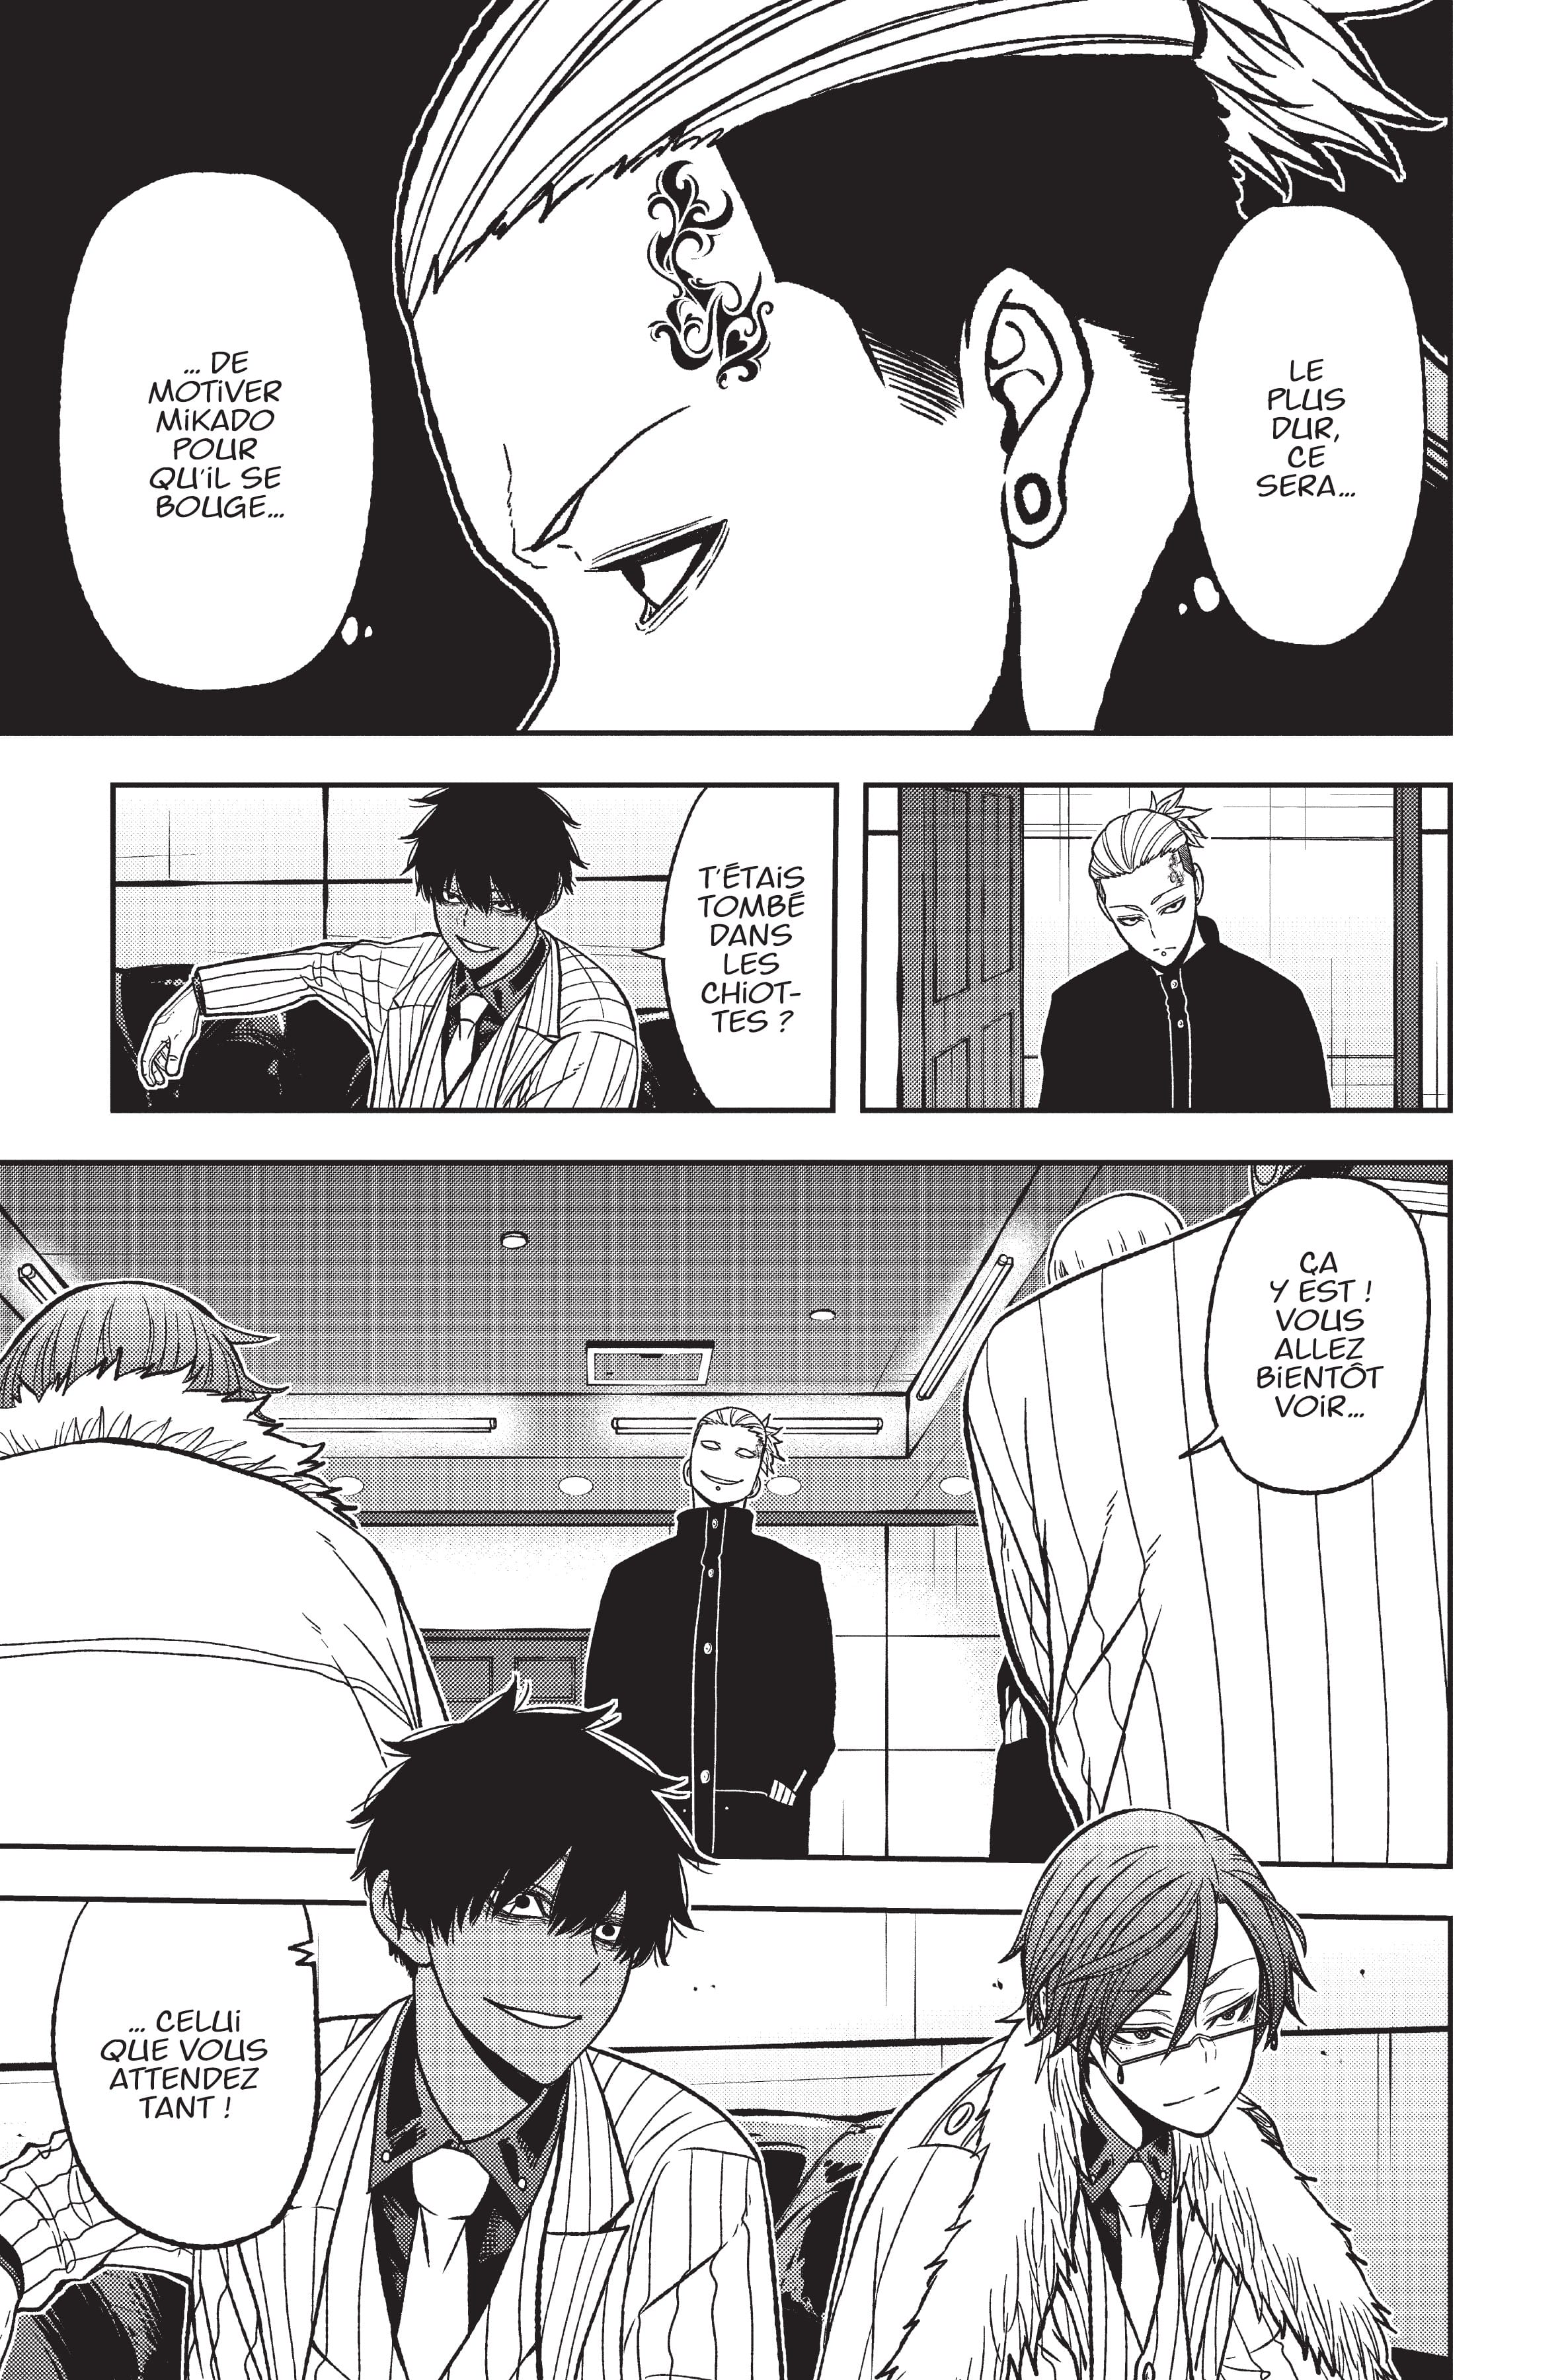 LE
PLUS
DUR,
CE
SERA...
... DE
MOTIVER
MIKADO
POUR
QU'IL SE
BOUGE...
T'ÉTAIS
TOMBÉ
DANS
LES
CHIOT-
TES ?
ÇA
Y EST !
VOUS
ALLEZ
BIENTÔT
VOIR...
... CELUI
QUE VOUS
ATTENDEZ
TANT !